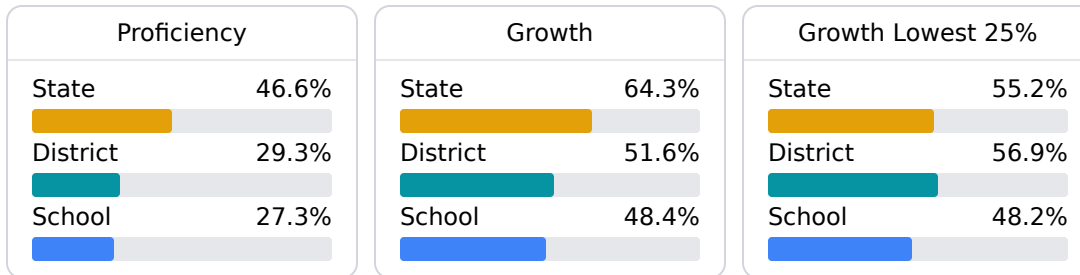 Proficiency
State 46.6%
District 29.3%
School 27.3%
Growth
State 64.3%
District 51.6%
School 48.4%
Growth Lowest 25%
State 55.2%
District 56.9%
School 48.2%